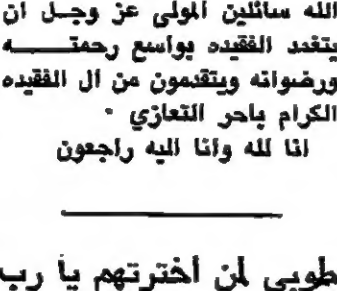 الله سائلين المولى عز وجل ان
يتغمد الفقيده بواسع رحمته
ورضوانه ويتقدمون من ال الفقيده
الكرام باحر التعازي .
انا لله وانا اليه راجعون
طوبى لمن أخترتهم يا رب